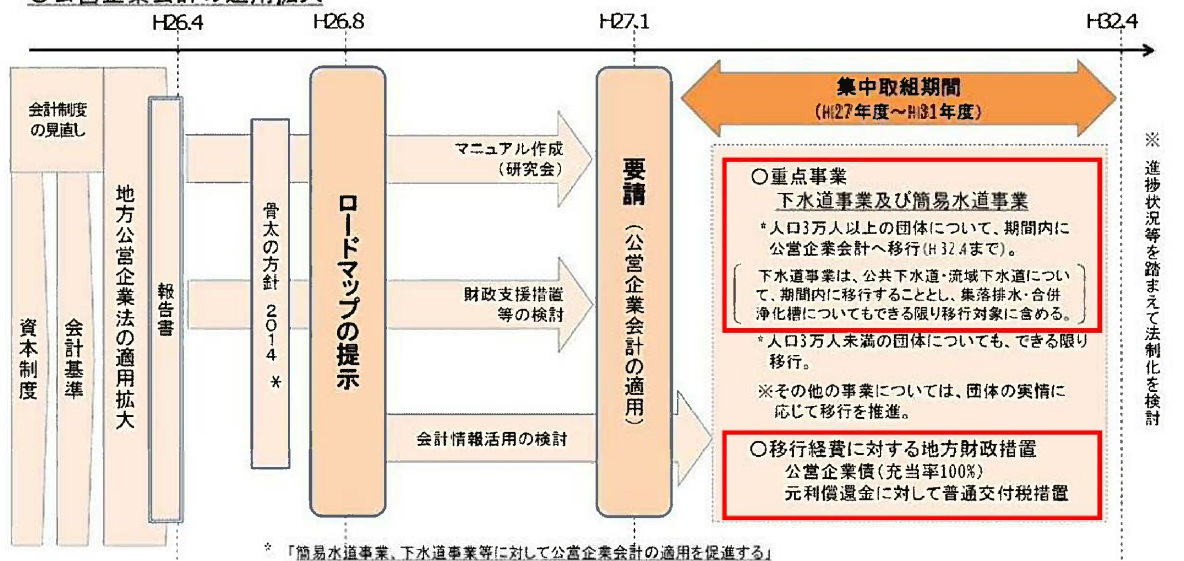 ○公営企業会計の適用拡大
H26.4
H26.8
H27.1
H32.4
会計制度
の見直し
資本制度
会計基準
地方公営企業法の適用拡大
報告書
骨太の方針 2014 *
ロードマップの提示
マニュアル作成
(研究会)
財政支援措置
等の検討
会計情報活用の検討
要請(公営企業会計の適用)
集中取組期間
(H27年度～H31年度)
○重点事業
下水道事業及び簡易水道事業
*人口3万人以上の団体について、期間内に
公営企業会計へ移行(H32.4まで)。
下水道事業は、公共下水道・流域下水道につい
て、期間内に移行することとし、集落排水・合併
浄化槽についてもできる限り移行対象に含める。
*人口3万人未満の団体についても、できる限り
移行。
※その他の事業については、団体の実情に
応じて移行を推進。
○移行経費に対する地方財政措置
公営企業債(充当率100%)
元利償還金に対して普通交付税措置
※ 進捗状況等を踏まえて法制化を検討
* 「簡易水道事業、下水道事業等に対して公営企業会計の適用を促進する」